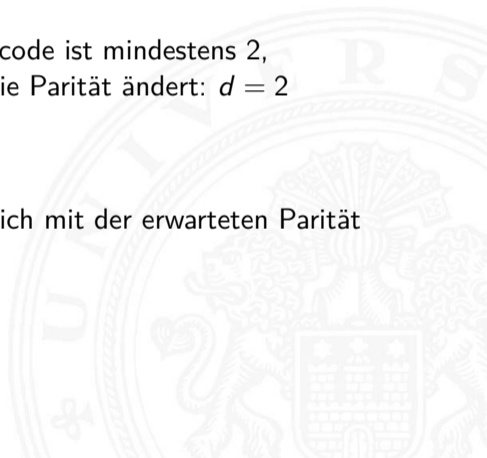 code ist mindestens 2,
ie Parität ändert: d = 2
ich mit der erwarteten Parität
U N I V E R S